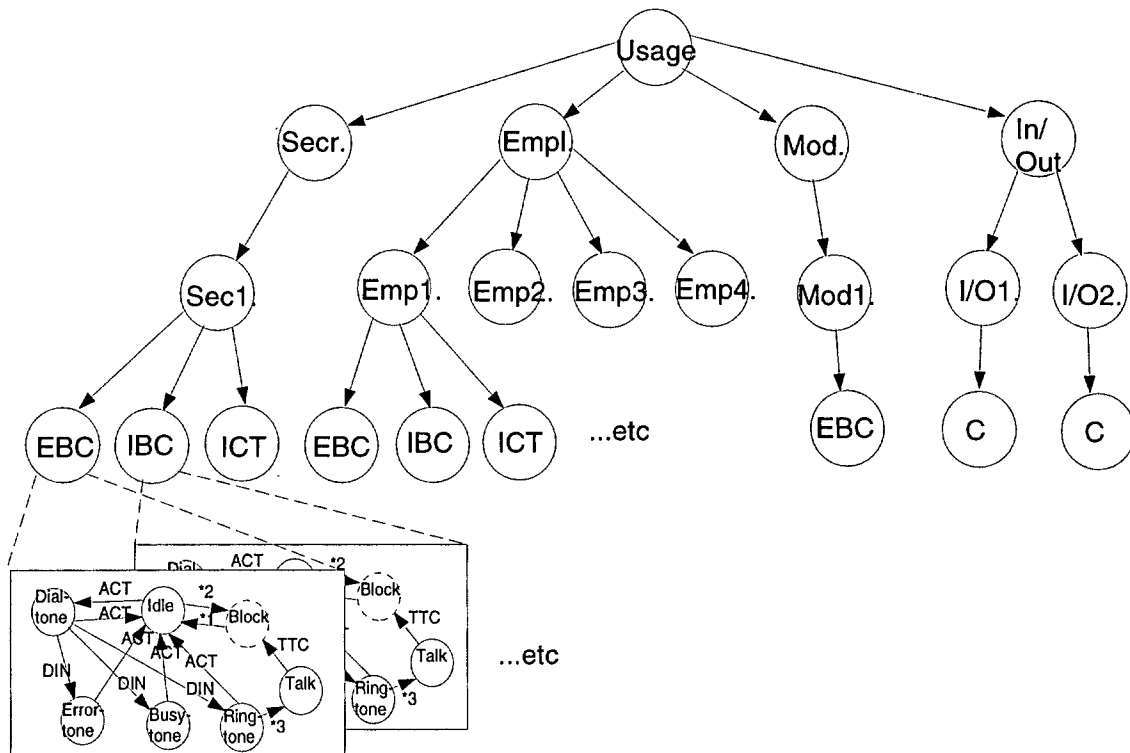 Usage
Secr.
Empl.
Mod.
In/
Out
Sec1.
Emp1.
Emp2.
Emp3.
Emp4.
Mod1.
I/O1.
I/O2.
EBC
IBC
ICT
EBC
IBC
ICT
...etc
EBC
C
C
ACT
*2
Block
TTC
Talk
Ring-
tone
*3
...etc
Dial-
tone
ACT
ACT
Idle
*2
*1
Block
ACT
ACT
ACT
TTC
DIN
DIN
DIN
Talk
Error-
tone
Busy-
tone
Ring-
tone
*3